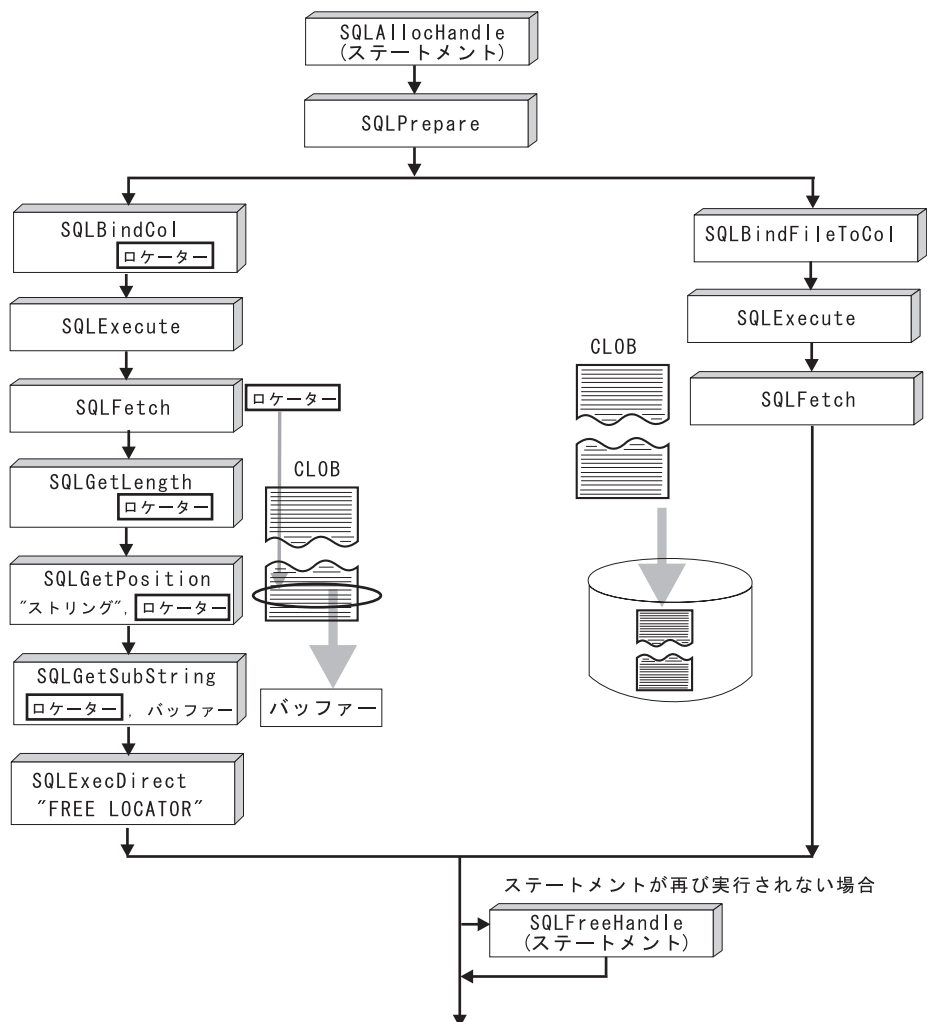 SQLAllocHandle
(ステートメント)
SQLPrepare
SQLBindCol
ロケーター
SQLExecute
SQLFetch
ロケーター
SQLGetLength
ロケーター
CLOB
SQLGetPosition
"ストリング", ロケーター
SQLGetSubString
ロケーター, バッファー
バッファー
SQLExecDirect
"FREE LOCATOR"
SQLBindFileToCol
SQLExecute
CLOB
SQLFetch
ステートメントが再び実行されない場合
SQLFreeHandle
(ステートメント)